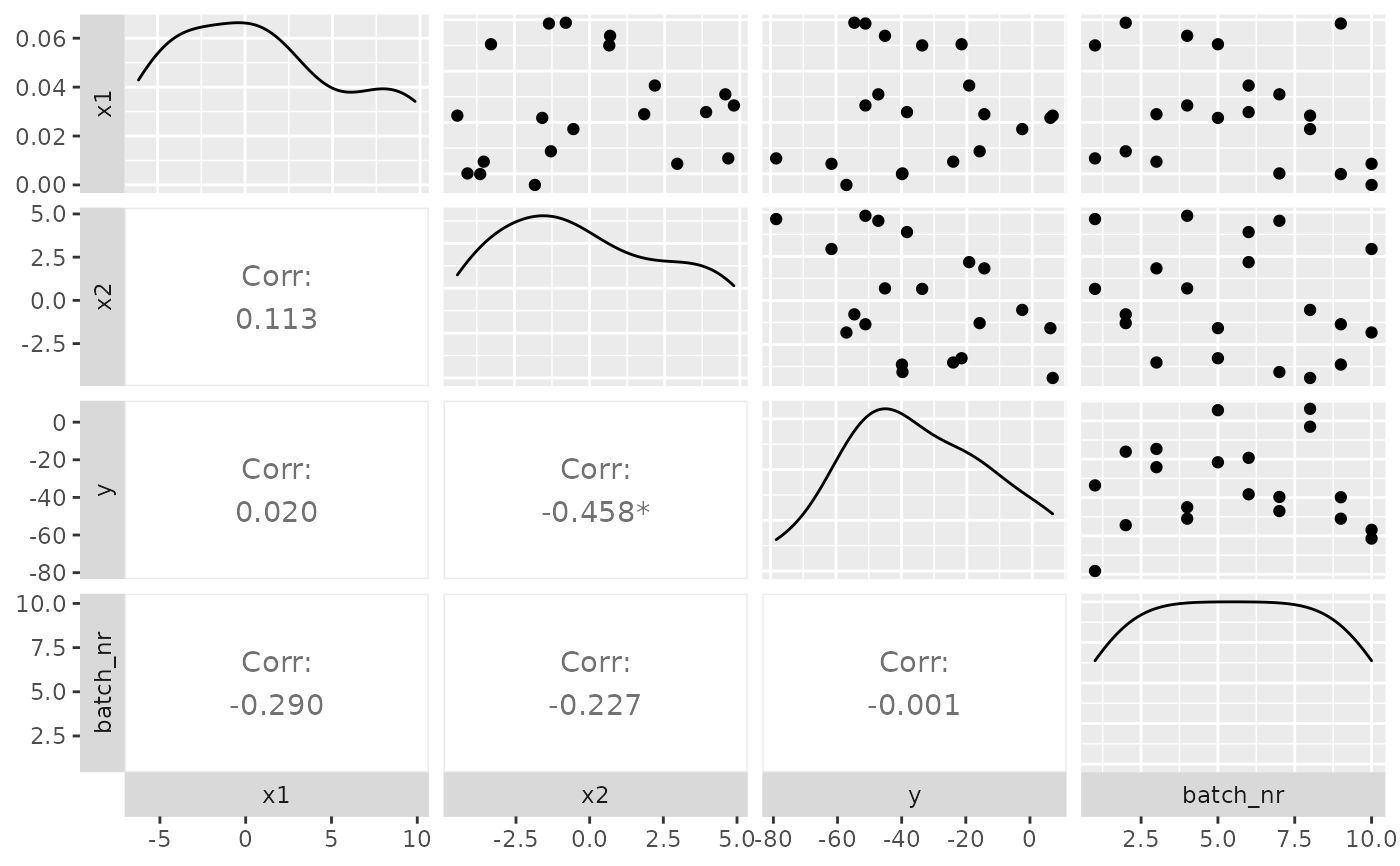 0.06
0.04
0.02
0.00
x1
5.0
2.5
0.0
-2.5
x2
Corr:
0.113
0
-20
-40
-60
-80
y
Corr:
0.020
Corr:
-0.458*
10.0
7.5
5.0
2.5
batch_nr
Corr:
-0.290
Corr:
-0.227
Corr:
-0.001
x1 x2 y batch_nr
-5 0 5 10 -2.5 0.0 2.5 5.0 -80 -60 -40 -20 0 2.5 5.0 7.5 10.0